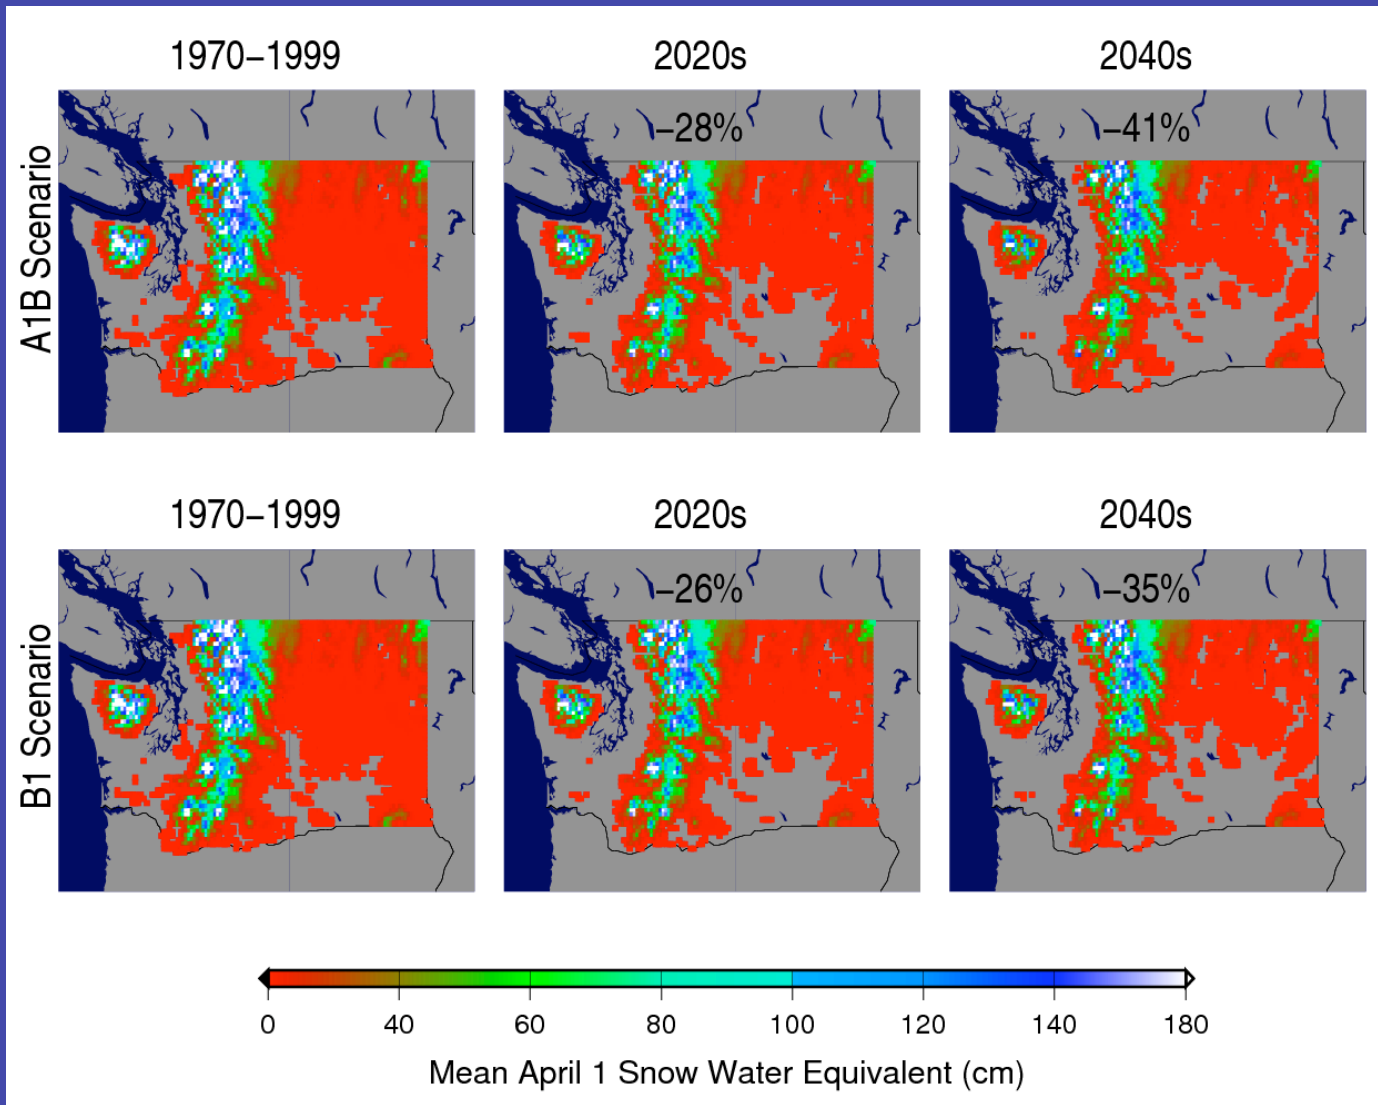 1970–1999 2020s 2040s
A1B Scenario
–28% –41%
1970–1999 2020s 2040s
B1 Scenario
–26% –35%
0 40 60 80 100 120 140 180
Mean April 1 Snow Water Equivalent (cm)